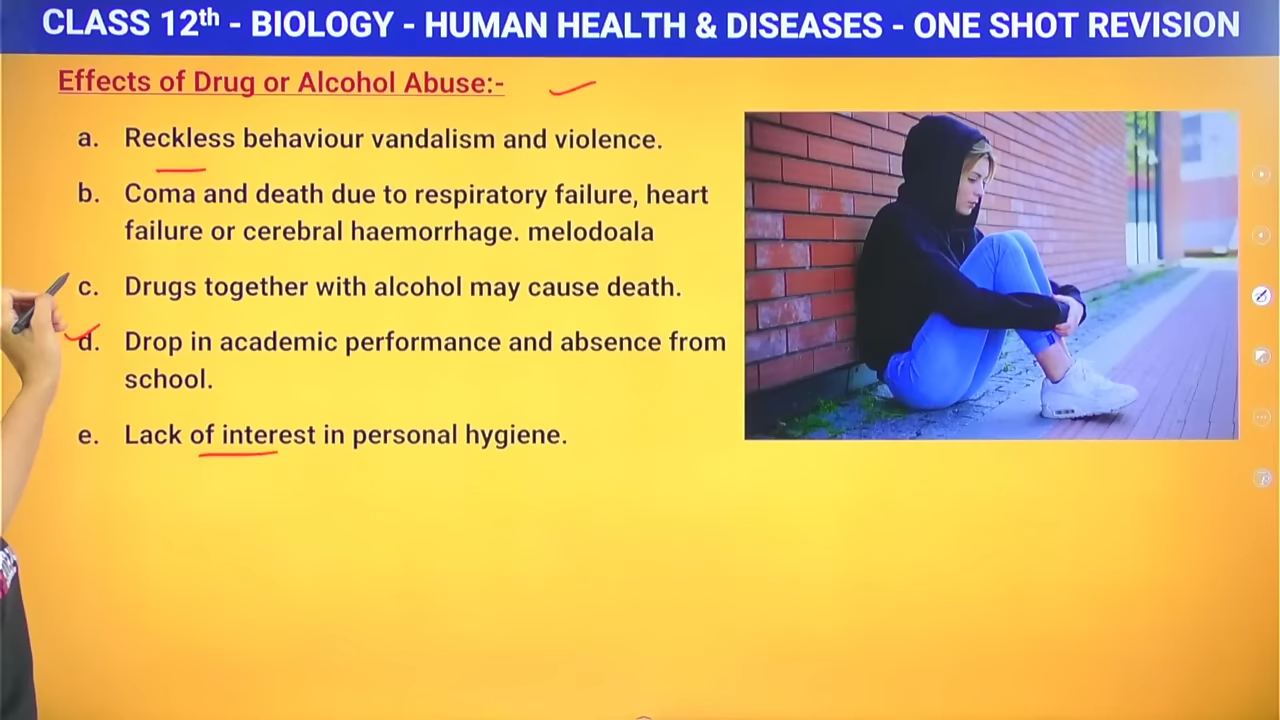 CLASS 12th - BIOLOGY - HUMAN HEALTH & DISEASES - ONE SHOT REVISION
Effects of Drug or Alcohol Abuse:-
a. Reckless behaviour vandalism and violence.
b. Coma and death due to respiratory failure, heart
failure or cerebral haemorrhage. melodoala
c. Drugs together with alcohol may cause death.
d. Drop in academic performance and absence from
school.
e. Lack of interest in personal hygiene.